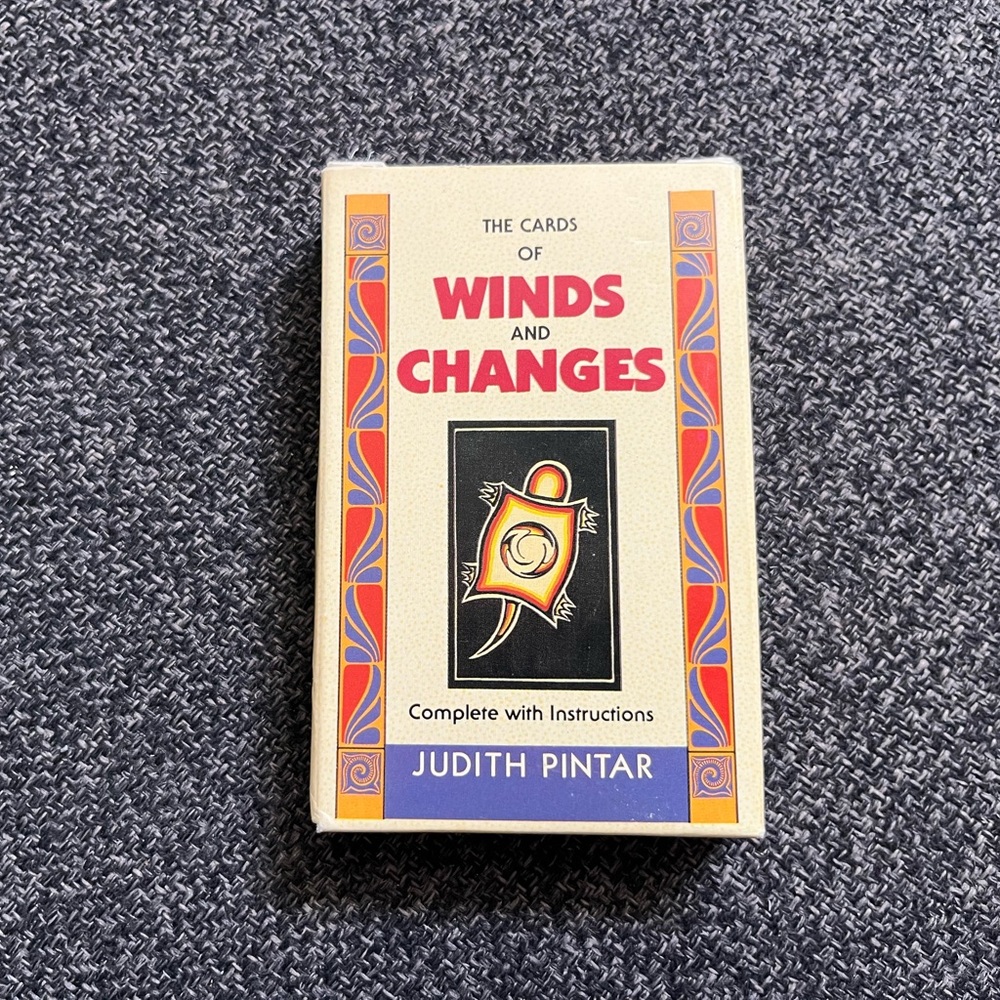 THE CARDS
OF
WINDS
AND
CHANGES
Complete with Instructions
JUDITH PINTAR